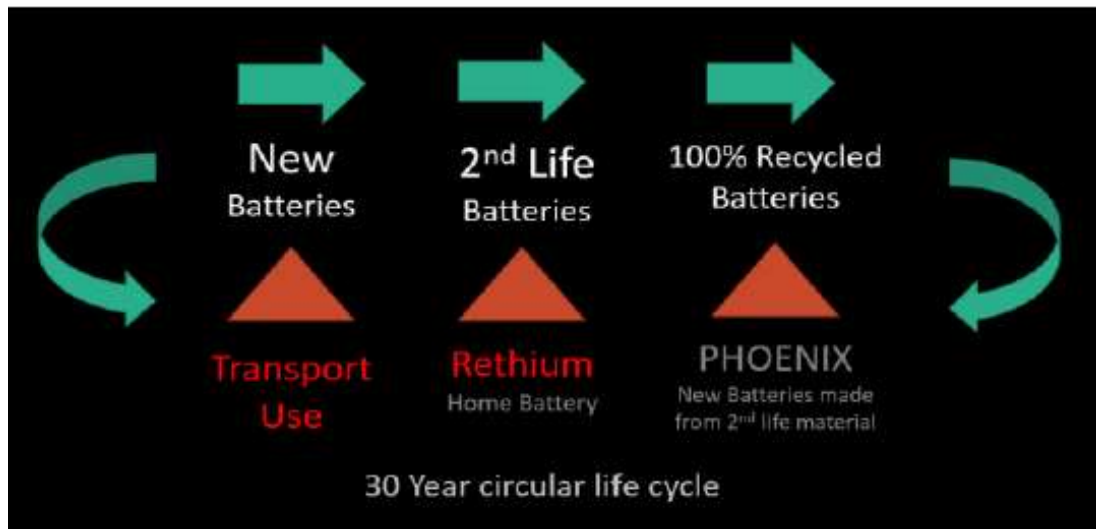 New
Batteries
2nd Life
Batteries
100% Recycled
Batteries
Transport
Use
Rethium
Home Battery
PHOENIX
New Batteries made
from 2nd life material
30 Year circular life cycle